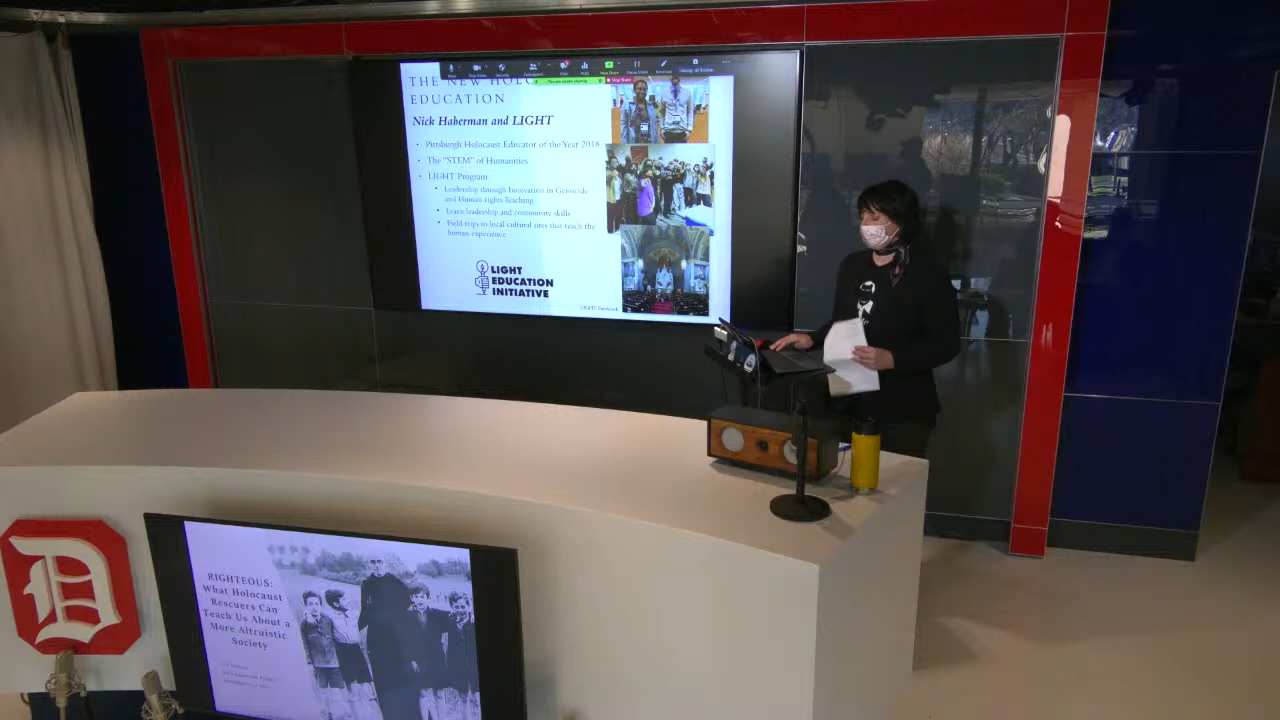 THE NEW HOLO
EDUCATION
Nick Haberman and LIGHT
Pittsburgh Holocaust Educator of the Year 2018
The "STEM" of Humanities
LIGHT Program
Leadership through Innovation in Genocide
and Human rights Teaching
Learn leadership and community skills
Field trips to local cultural sites that teach the
human experience
LIGHT
EDUCATION
INITIATIVE
Stop Share
D
RIGHTEOUS:
What Holocaust
Rescuers Can
Teach Us About a
More Altruistic
Society